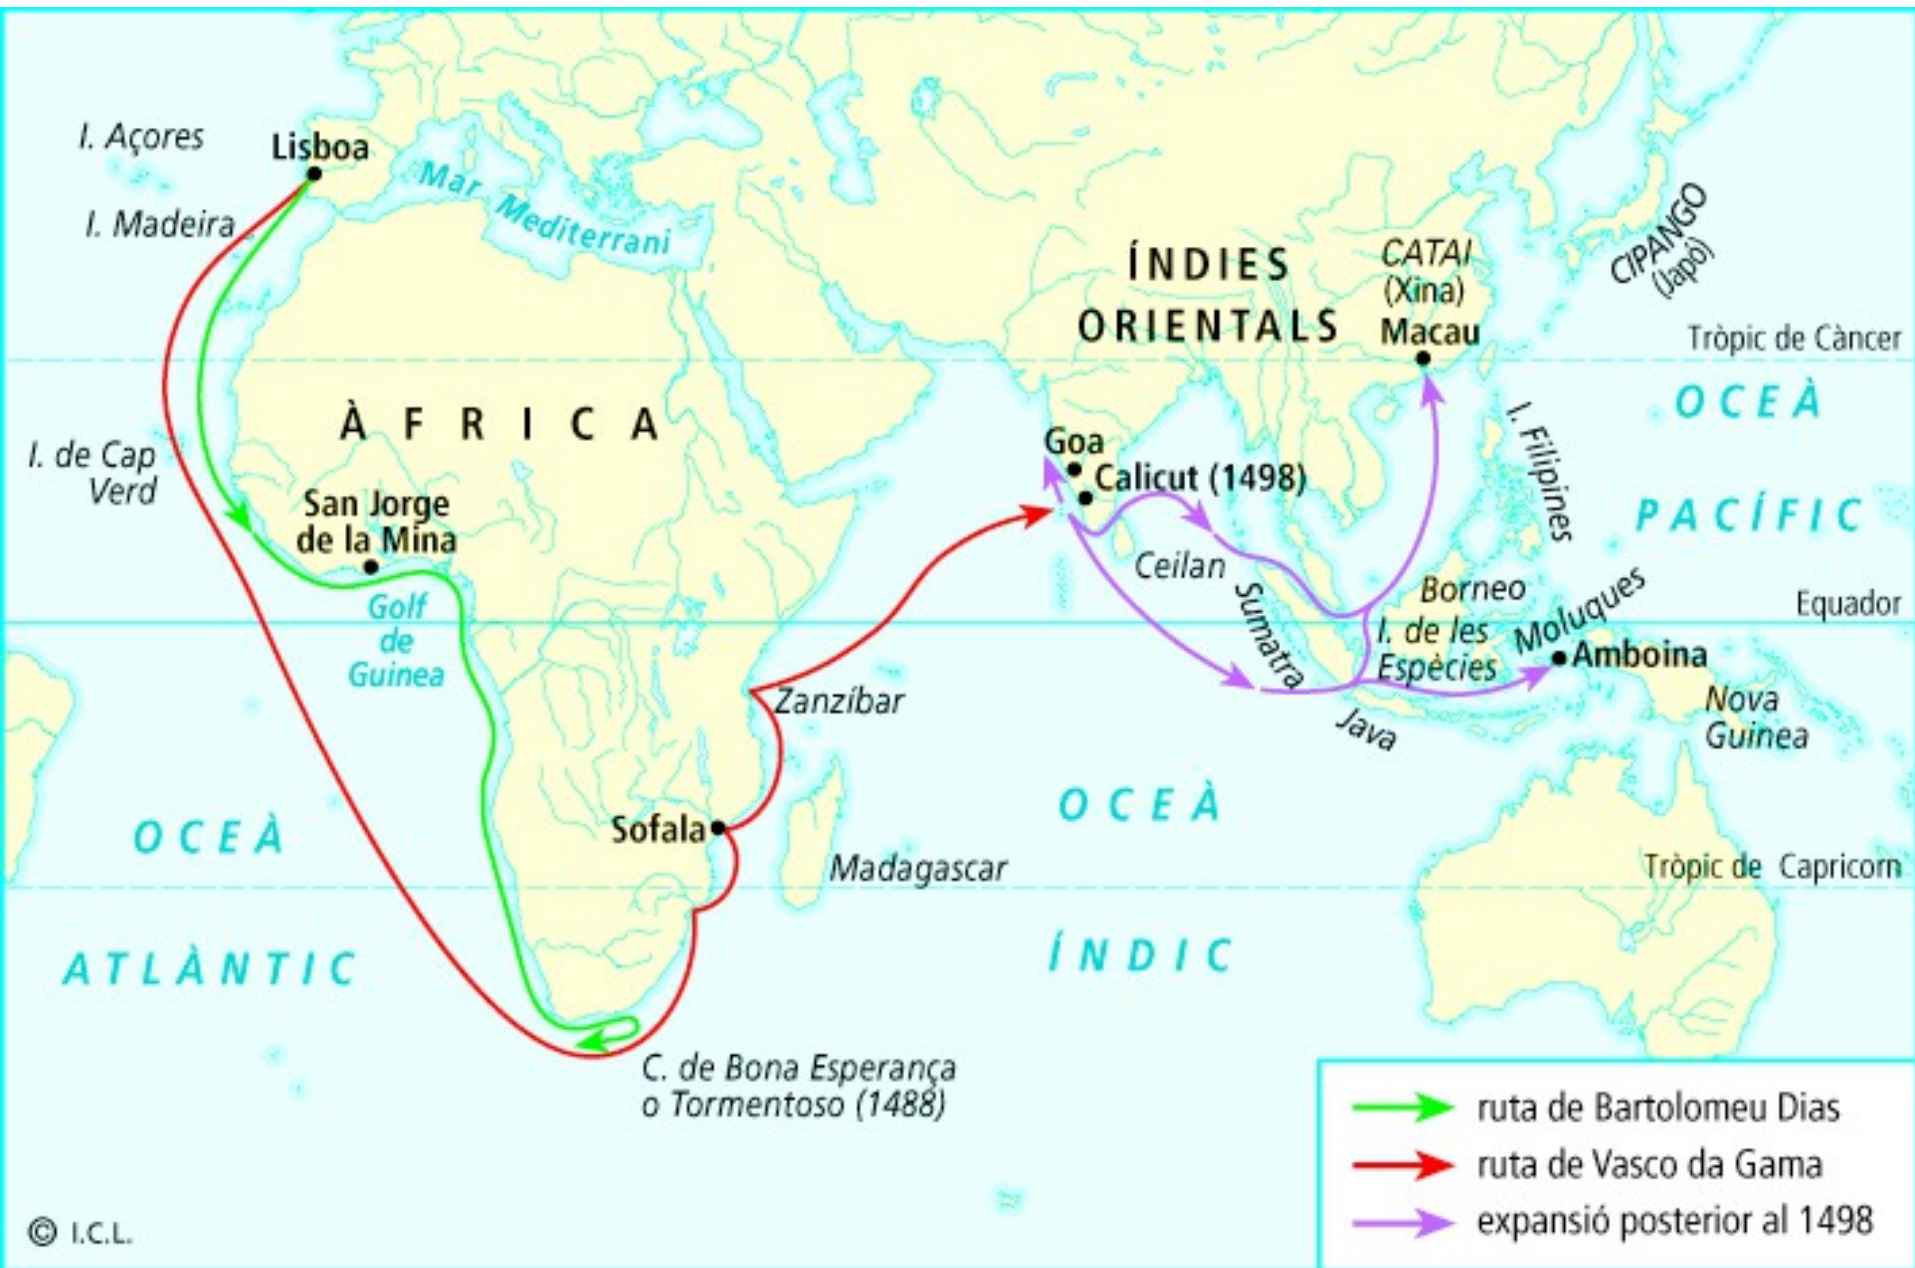 I. Açores
Lisboa
I. Madeira
Mar Mediterrani
ÍNDIES
ORIENTALS
CATAI
(Xina)
Macau
CIPANGO
(Japó)
Tròpic de Càncer
OCEÀ
PACÍFIC
ÀFRICA
I. de Cap
Verd
San Jorge
de la Mina
Golf
de
Guinea
Goa
Calicut (1498)
Ceilan
I. Filipines
Sumatra
Borneo
I. de les
Espècies
Moluques
Equador
Amboina
Nova
Guinea
Java
Zanzíbar
Sofala
Madagascar
OCEÀ
ATLÀNTIC
OCEÀ
ÍNDIC
Tròpic de Capricorn
C. de Bona Esperança
o Tormentoso (1488)
ruta de Bartolomeu Dias
ruta de Vasco da Gama
expansió posterior al 1498
© I.C.L.